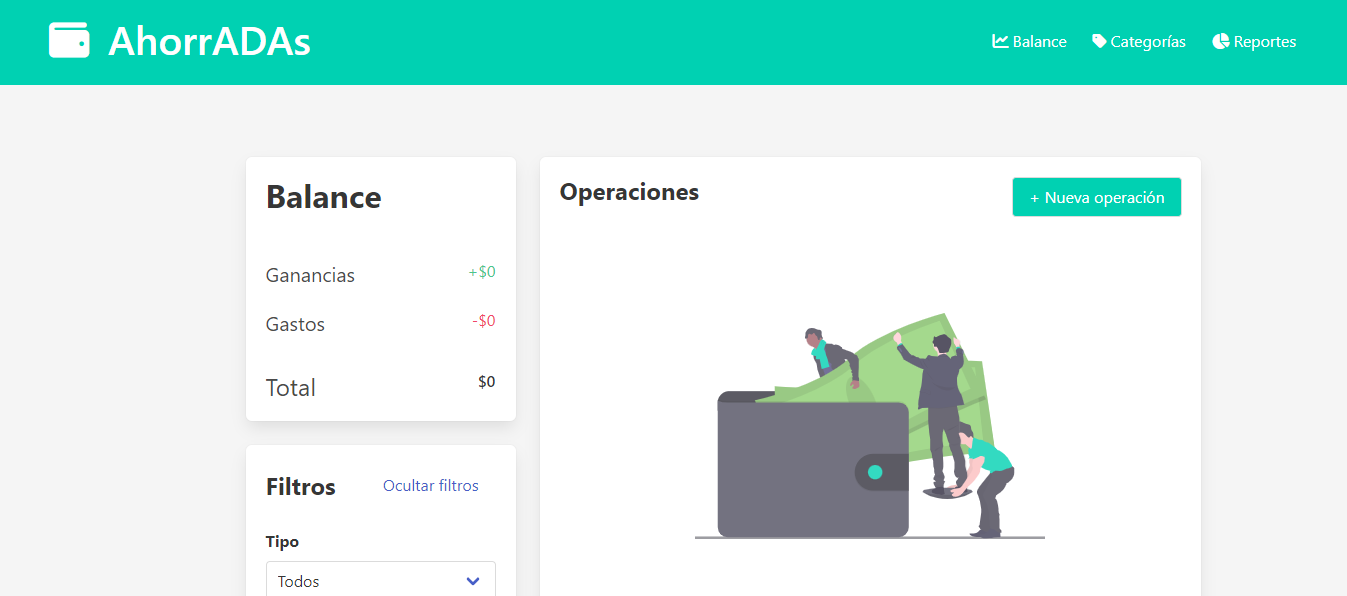 AhorrADAs
Balance
Categorías
Reportes
Balance
Ganancias +$0
Gastos -$0
Total $0
Filtros Ocultar filtros
Tipo
Todos
Operaciones + Nueva operación